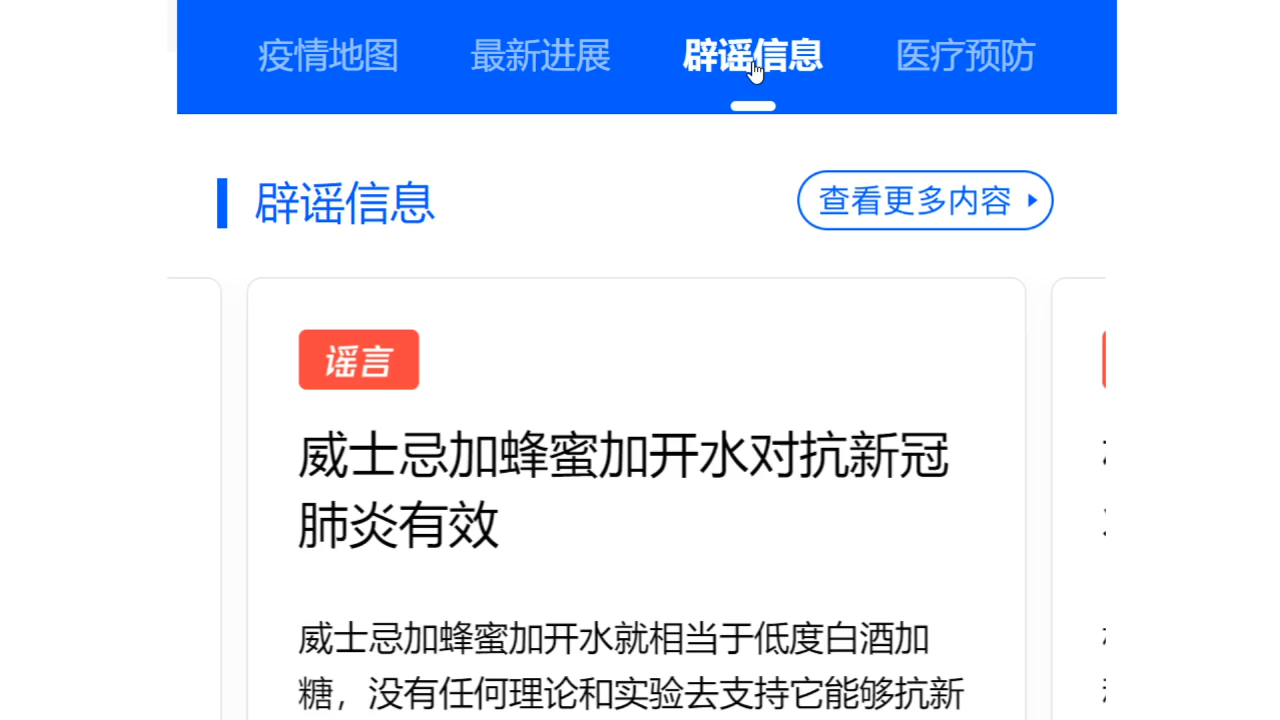 疫情地图 最新进展 辟谣信息 医疗预防
辟谣信息 查看更多内容
谣言
威士忌加蜂蜜加开水对抗新冠
肺炎有效
威士忌加蜂蜜加开水就相当于低度白酒加
糖，没有任何理论和实验去支持它能够抗新